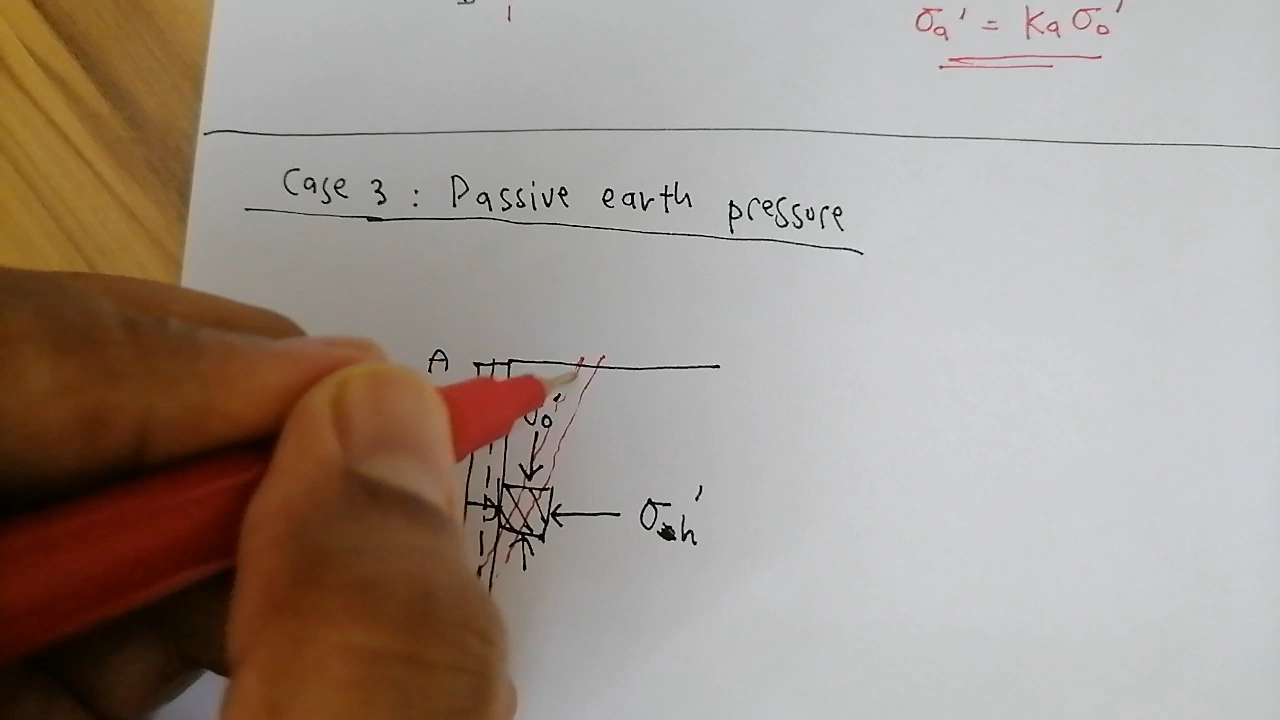 σa' = Ka σo'
Case 3 : Passive earth pressure
A
σo'
σh'